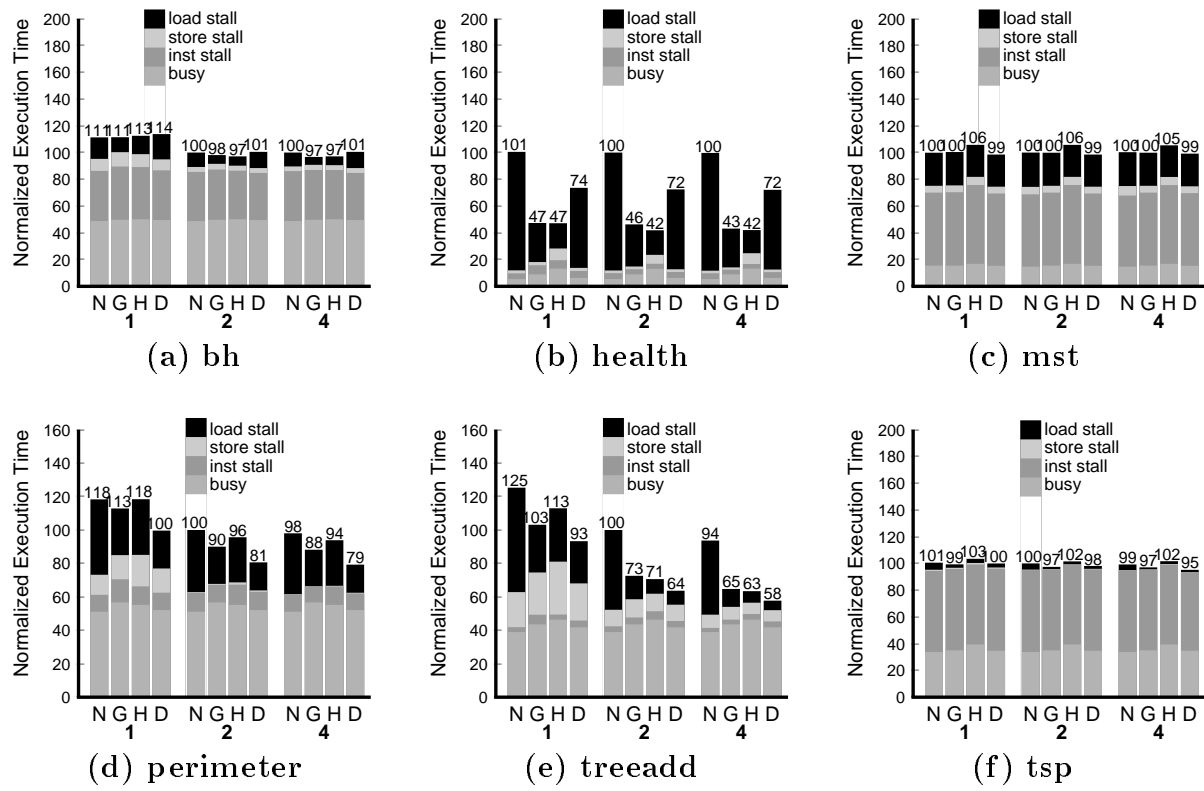 Normalized Execution Time
200
180
160
140
120
100
80
60
40
20
0
load stall
store stall
inst stall
busy
111 111 113 114
100 98 97 101
100 97 97 101
N G H D N G H D N G H D
1 2 4
(a) bh
Normalized Execution Time
200
180
160
140
120
100
80
60
40
20
0
load stall
store stall
inst stall
busy
101 47 47 74
100 46 42 72
100 43 42 72
N G H D N G H D N G H D
1 2 4
(b) health
Normalized Execution Time
200
180
160
140
120
100
80
60
40
20
0
load stall
store stall
inst stall
busy
100 100 106 99
100 100 106 99
100 100 105 99
N G H D N G H D N G H D
1 2 4
(c) mst
Normalized Execution Time
160
140
120
100
80
60
40
20
0
load stall
store stall
inst stall
busy
118 113 118 100
100 90 96 81
98 88 94 79
N G H D N G H D N G H D
1 2 4
(d) perimeter
Normalized Execution Time
160
140
120
100
80
60
40
20
0
load stall
store stall
inst stall
busy
125 103 113 93
100 73 71 64
94 65 63 58
N G H D N G H D N G H D
1 2 4
(e) treeadd
Normalized Execution Time
200
180
160
140
120
100
80
60
40
20
0
load stall
store stall
inst stall
busy
101 99 103 100
100 97 102 98
99 97 102 95
N G H D N G H D N G H D
1 2 4
(f) tsp